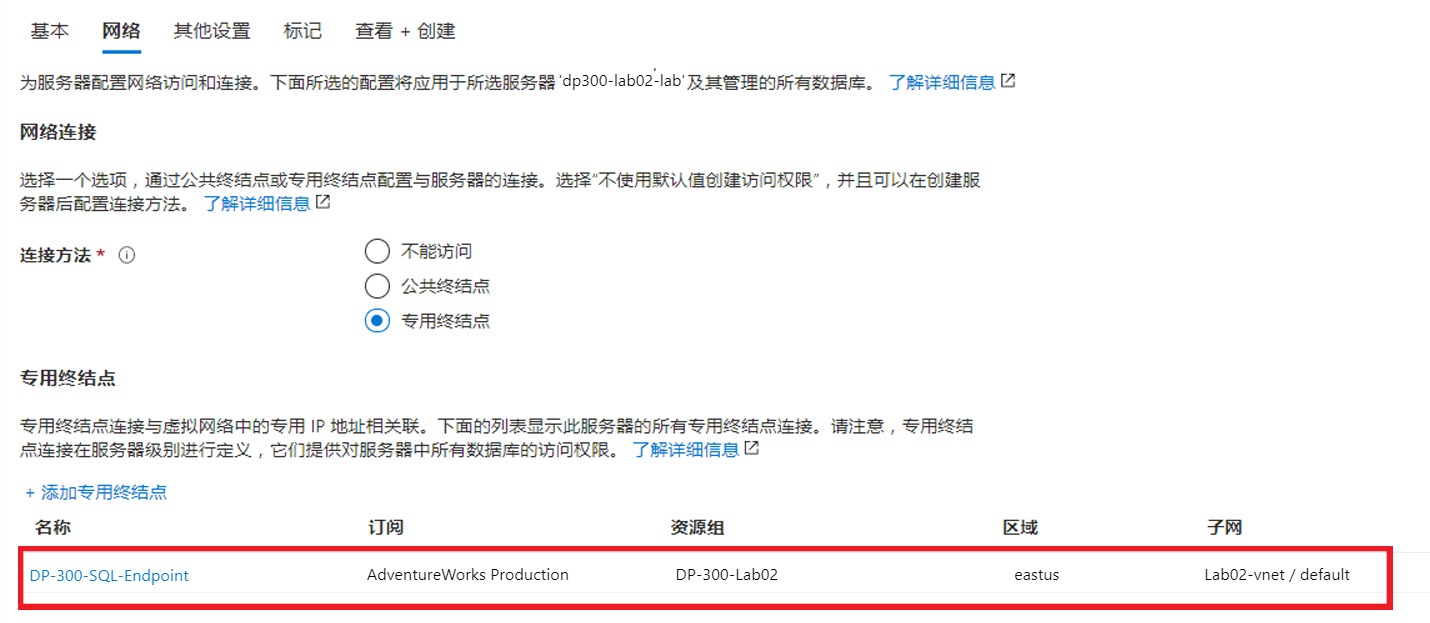 基本 网络 其他设置 标记 查看 + 创建
为服务器配置网络访问和连接。下面所选的配置将应用于所选服务器 'dp300-lab02-lab' 及其管理的所有数据库。 了解详细信息
网络连接
选择一个选项，通过公共终结点或专用终结点配置与服务器的连接。选择“不使用默认值创建访问权限”，并且可以在创建服
务器后配置连接方法。 了解详细信息
连接方法 *
不能访问
公共终结点
专用终结点
专用终结点
专用终结点连接与虚拟网络中的专用 IP 地址相关联。下面的列表显示此服务器的所有专用终结点连接。请注意，专用终结
点连接在服务器级别进行定义，它们提供对服务器中所有数据库的访问权限。 了解详细信息
+ 添加专用终结点
名称 订阅 资源组 区域 子网
DP-300-SQL-Endpoint AdventureWorks Production DP-300-Lab02 eastus Lab02-vnet / default